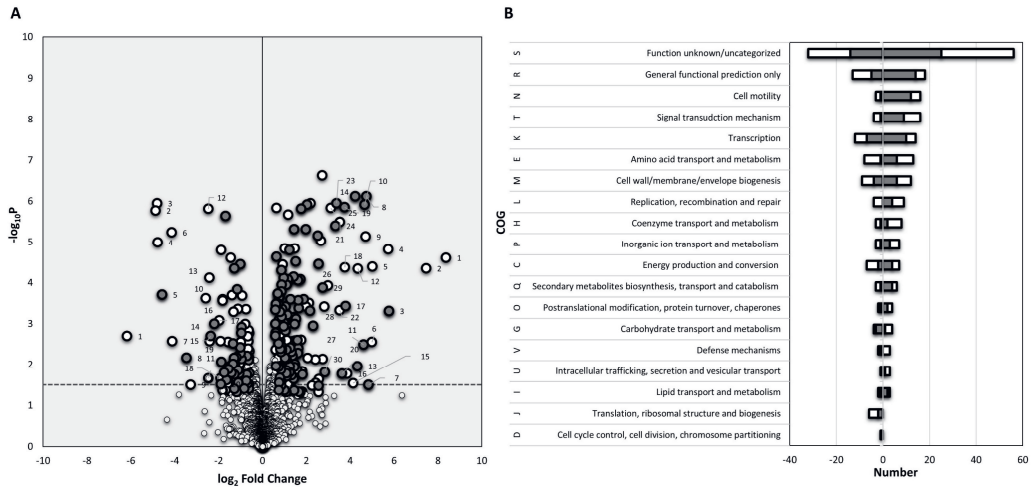 A
B
10
9
8
7
6
5
4
3
2
1
0
-log10P
-10 -8 -6 -4 -2 0 2 4 6 8 10
log2 Fold Change
3
2
12
6
4
13
5
10
16
17
14
1
7 15
19
8 11
18
9
23
14
10
25 19 8
24
21
9
4
18
1
5
12
2
26
29
17
3
28 22
11
6
27
20
30
13
16
15
7
COG
S Function unknown/uncategorized
R General functional prediction only
N Cell motility
T Signal transudction mechanism
K Transcription
E Amino acid transport and metabolism
M Cell wall/membrane/envelope biogenesis
L Replication, recombination and repair
H Coenzyme transport and metabolism
P Inorganic ion transport and metabolism
C Energy production and conversion
Q Secondary metabolites biosynthesis, transport and catabolism
O Postranslational modification, protein turnover, chaperones
G Carbohydrate transport and metabolism
V Defense mechanisms
U Intracellular trafficking, secretion and vesicular transport
I Lipid transport and metabolism
J Translation, ribosomal structure and biogenesis
D Cell cycle control, cell division, chromosome partitioning
-40 -20 0 20 40 60
Number